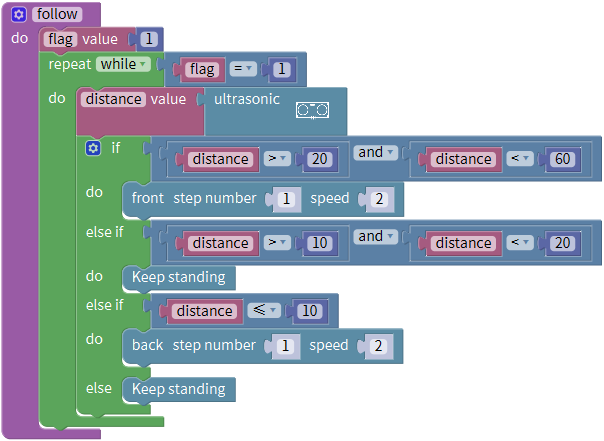 follow
do flag value 1
repeat while flag = 1
do distance value ultrasonic
if distance > 20 and distance < 60
do front step number 1 speed 2
else if distance > 10 and distance < 20
do Keep standing
else if distance ≤ 10
do back step number 1 speed 2
else Keep standing